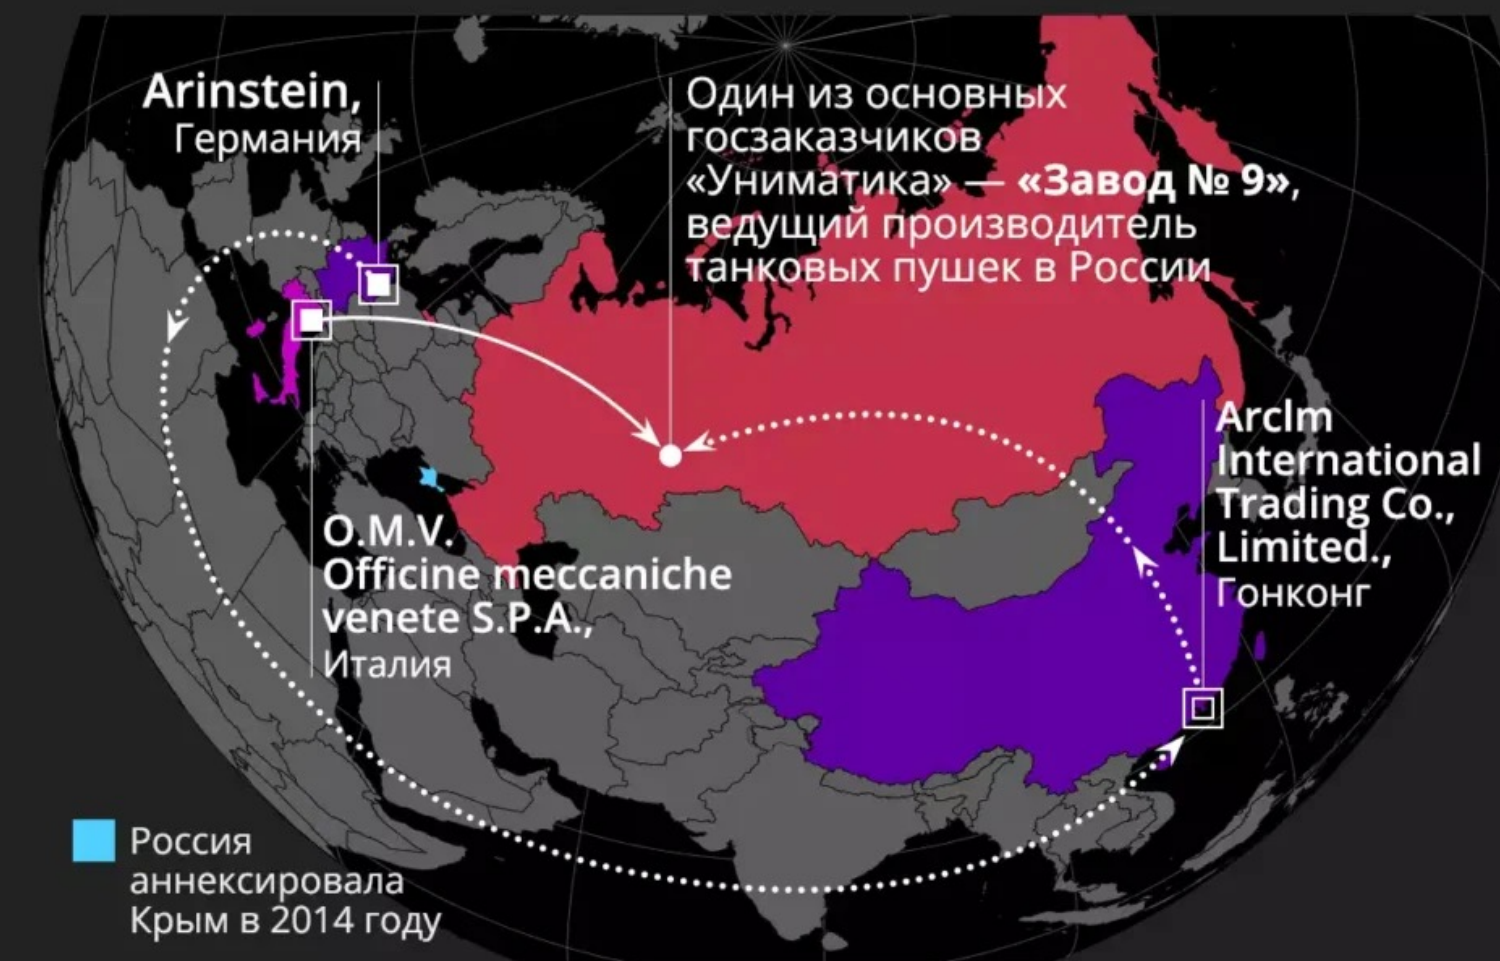 Arinstein,
Германия
Один из основных
госзаказчиков
«Униматика» — «Завод № 9»,
ведущий производитель
танковых пушек в России
Arclm
International
Trading Co.,
Limited.,
Гонконг
O.M.V.
Officine meccaniche
venete S.P.A.,
Италия
Россия
аннексировала
Крым в 2014 году